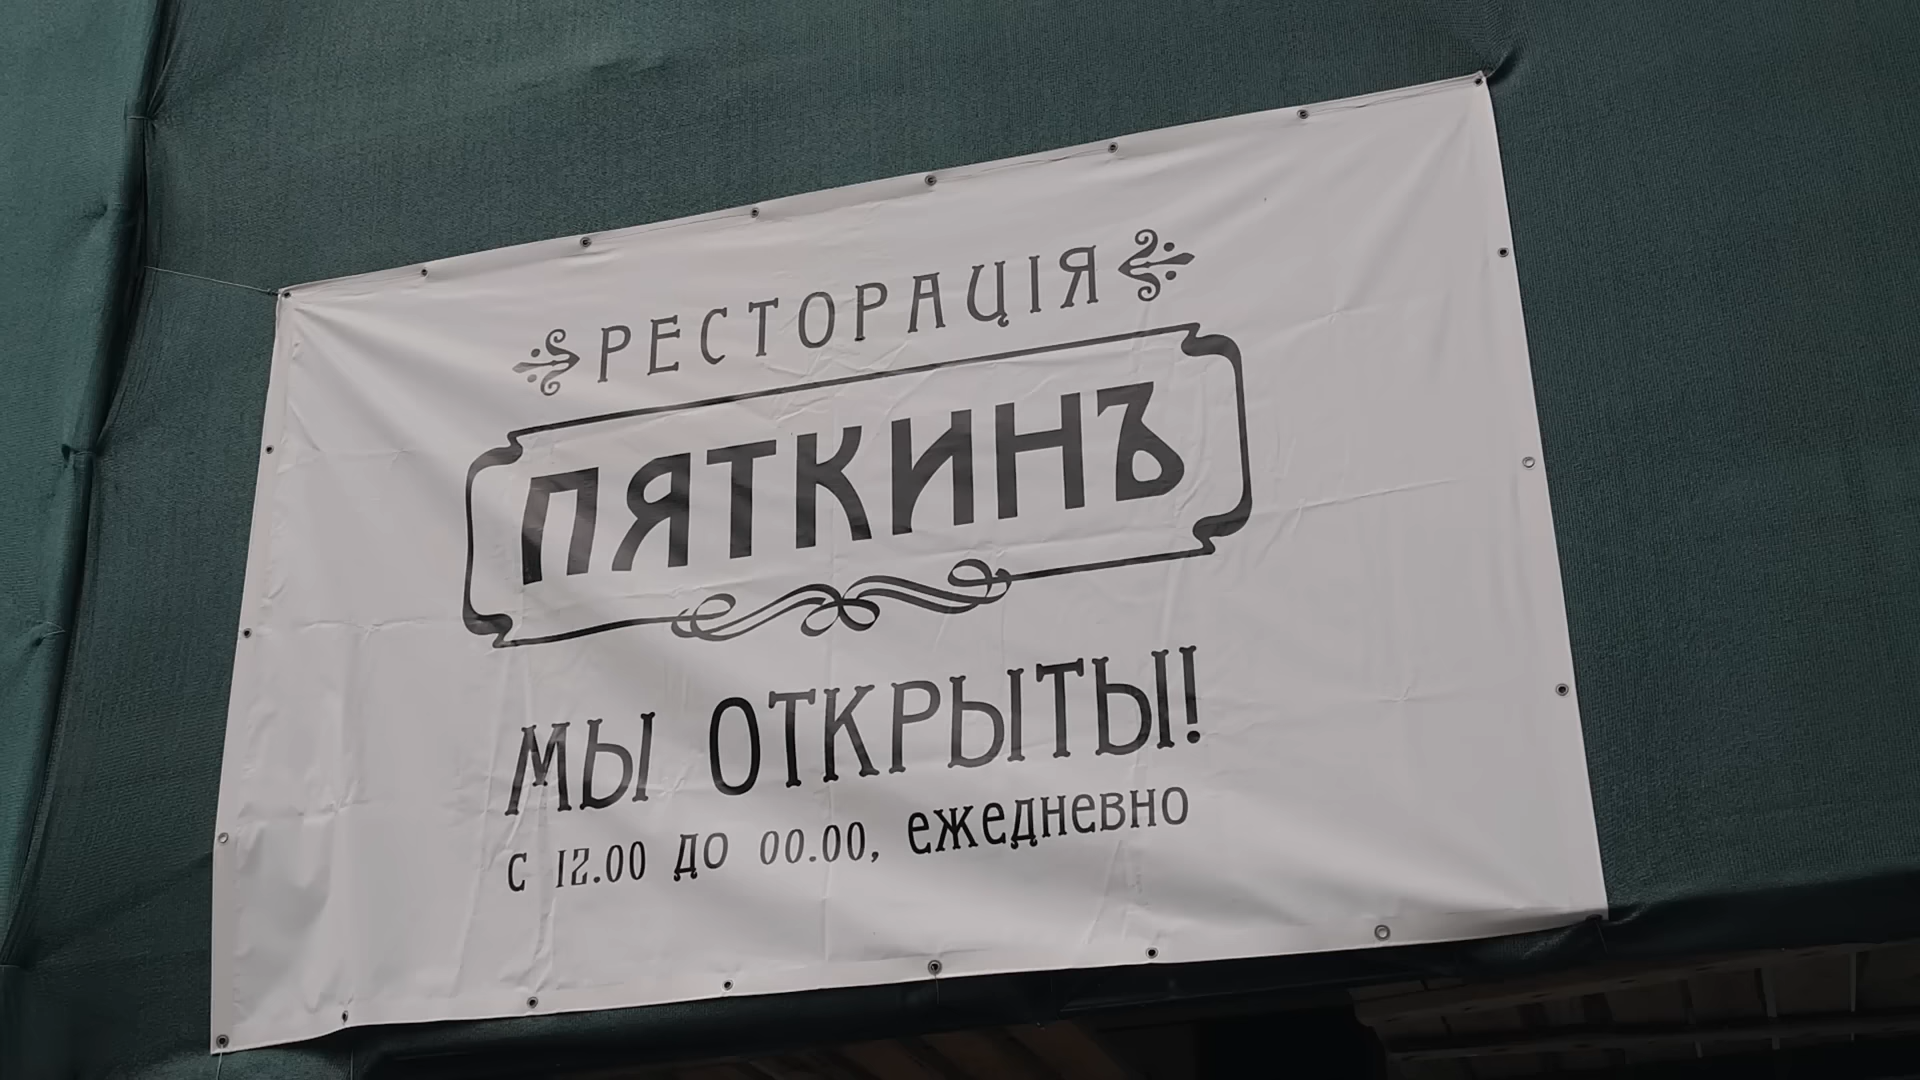 РЕСТОРАЦІЯ
ПЯТКИНЪ
МЫ ОТКРЫТЫ!
с 12.00 до 00.00, ежедневно